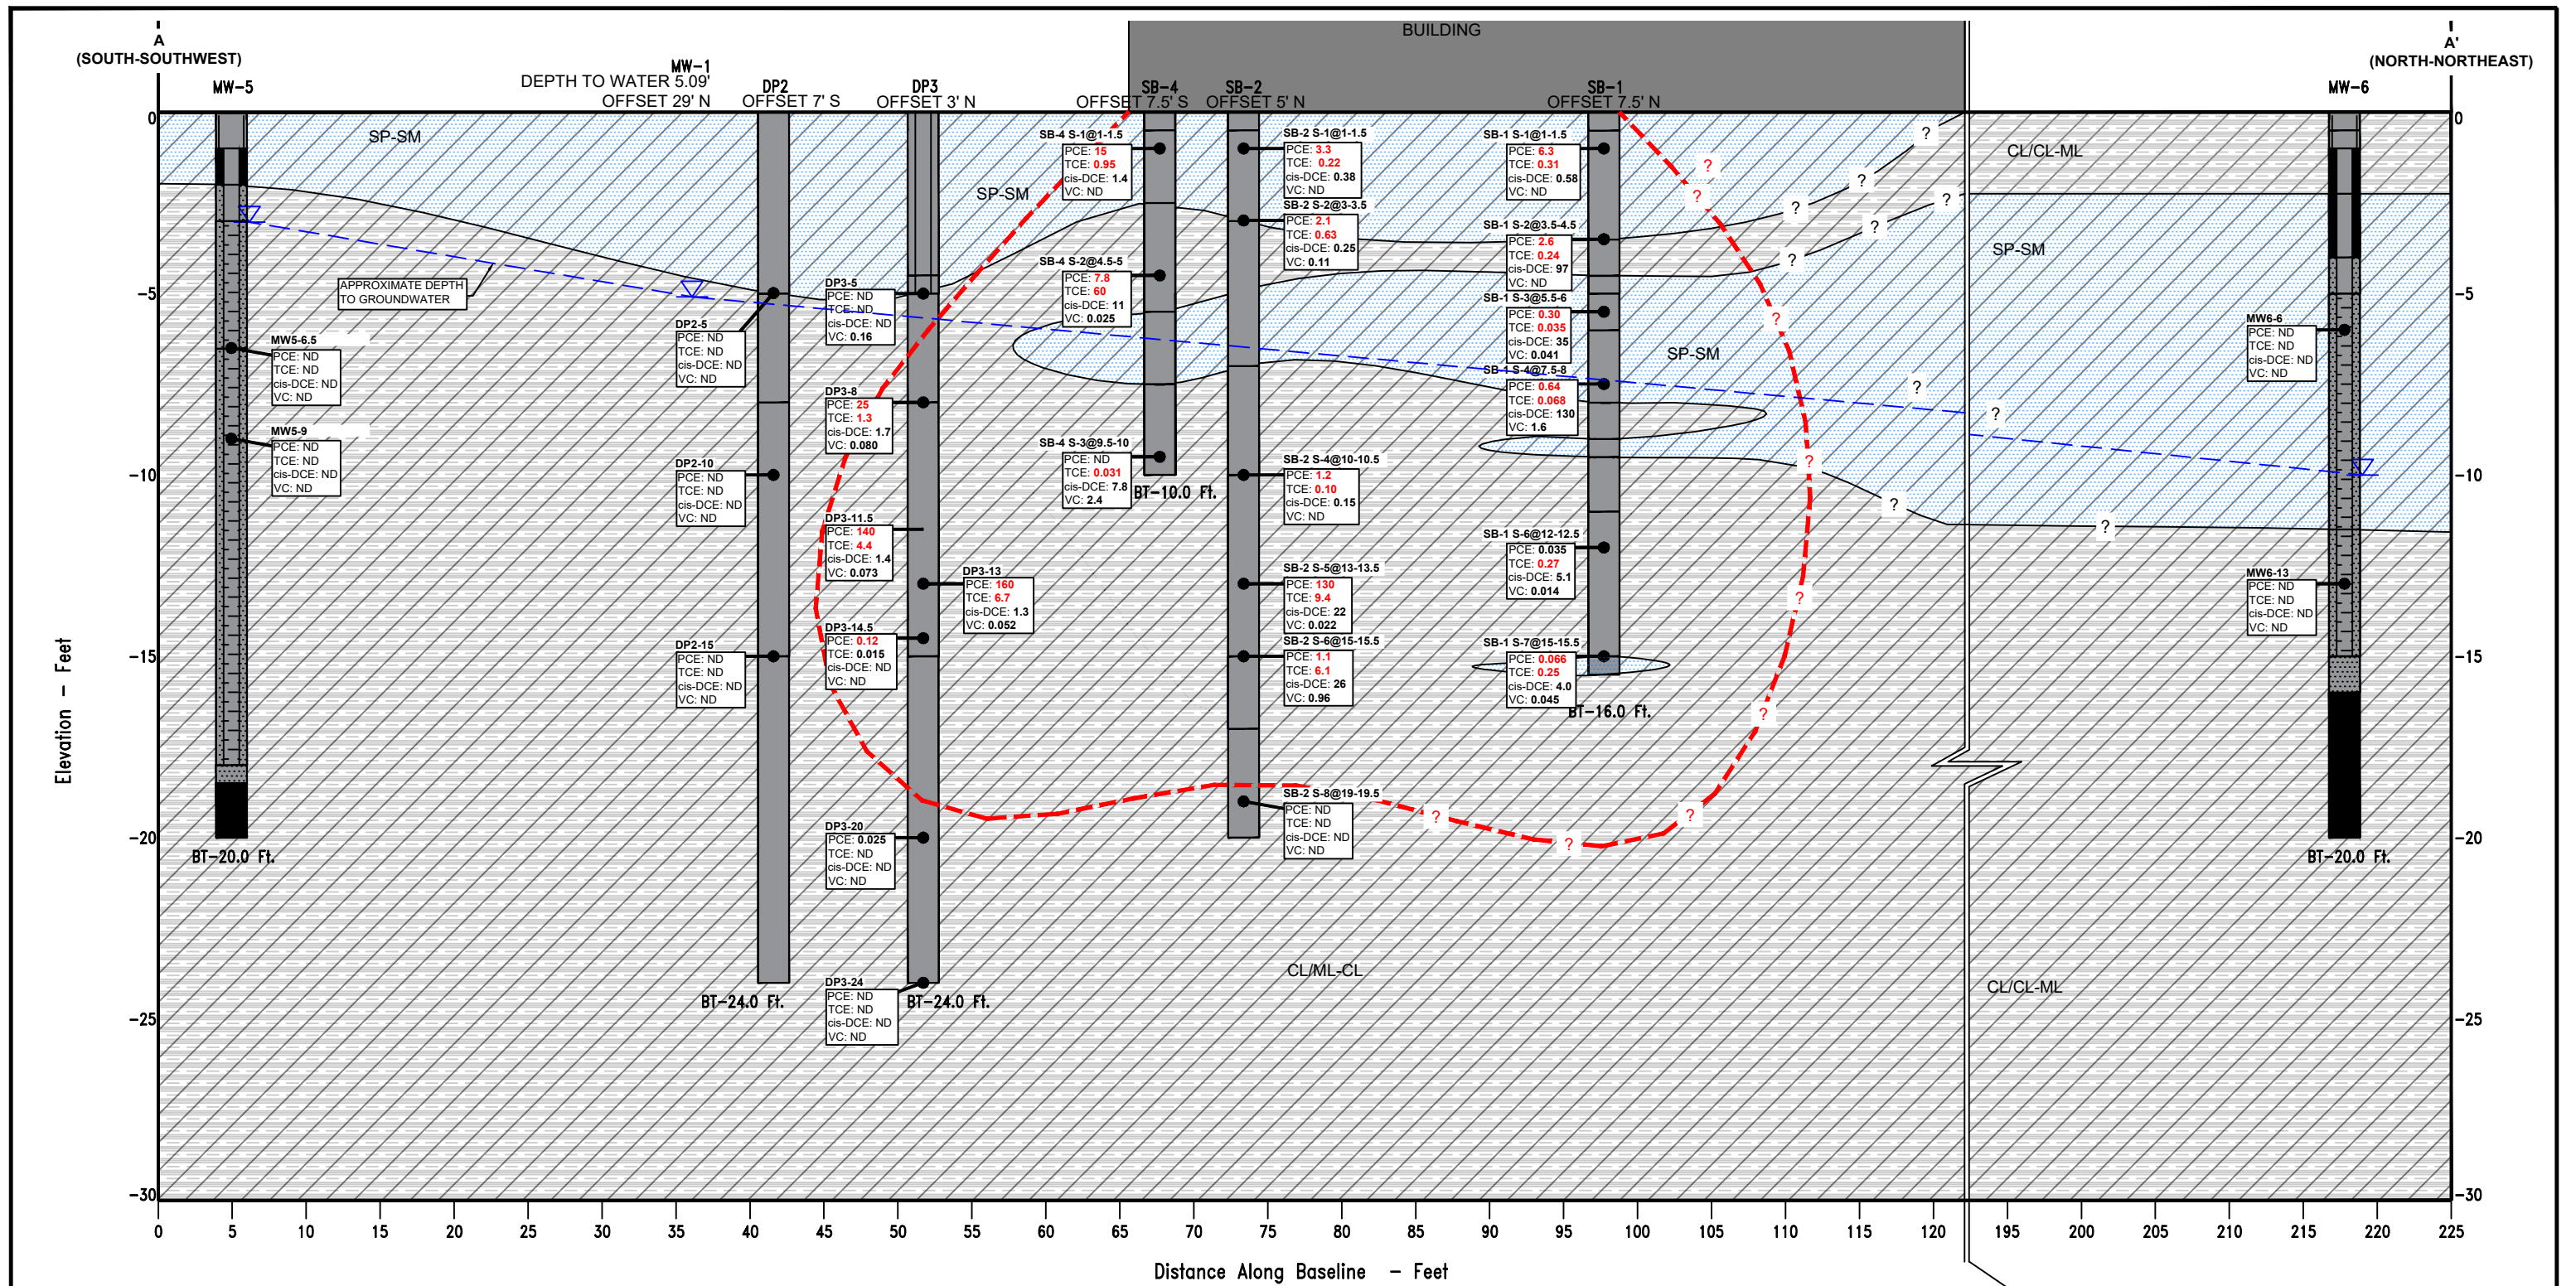 BUILDING
A
(SOUTH-SOUTHWEST)
A'
(NORTH-NORTHEAST)
MW-5
MW-1
DEPTH TO WATER 5.09'
OFFSET 29' N
DP2
OFFSET 7' S
DP3
OFFSET 3' N
SB-4
OFFSET 7.5' S
SB-2
OFFSET 5' N
SB-1
OFFSET 7.5' N
MW-6
0
-5
-10
-15
-20
-25
-30
Elevation - Feet
SP-SM
APPROXIMATE DEPTH
TO GROUNDWATER
MW5-6.5
PCE: ND
TCE: ND
cis-DCE: ND
VC: ND
MW5-9
PCE: ND
TCE: ND
cis-DCE: ND
VC: ND
BT-20.0 Ft.
DP2-5
PCE: ND
TCE: ND
cis-DCE: ND
VC: ND
DP2-10
PCE: ND
TCE: ND
cis-DCE: ND
VC: ND
DP2-15
PCE: ND
TCE: ND
cis-DCE: ND
VC: ND
BT-24.0 Ft.
DP3-5
PCE: ND
TCE: ND
cis-DCE: ND
VC: 0.16
DP3-8
PCE: 25
TCE: 1.3
cis-DCE: 1.7
VC: 0.080
DP3-11.5
PCE: 140
TCE: 4.4
cis-DCE: 1.4
VC: 0.073
DP3-13
PCE: 160
TCE: 6.7
cis-DCE: 1.3
VC: 0.052
DP3-14.5
PCE: 0.12
TCE: 0.015
cis-DCE: ND
VC: ND
DP3-20
PCE: 0.025
TCE: ND
cis-DCE: ND
VC: ND
DP3-24
PCE: ND
TCE: ND
cis-DCE: ND
VC: ND
BT-24.0 Ft.
SP-SM
SB-4 S-1@1-1.5
PCE: 15
TCE: 0.95
cis-DCE: 1.4
VC: ND
SB-4 S-2@4.5-5
PCE: 7.8
TCE: 60
cis-DCE: 11
VC: 0.025
SB-4 S-3@9.5-10
PCE: ND
TCE: 0.031
cis-DCE: 7.8
VC: 2.4
BT-10.0 Ft.
SB-2 S-1@1-1.5
PCE: 3.3
TCE: 0.22
cis-DCE: 0.38
VC: ND
SB-2 S-2@3-3.5
PCE: 2.1
TCE: 0.63
cis-DCE: 0.25
VC: 0.11
SB-2 S-4@10-10.5
PCE: 1.2
TCE: 0.10
cis-DCE: 0.15
VC: ND
SB-2 S-5@13-13.5
PCE: 130
TCE: 9.4
cis-DCE: 22
VC: 0.022
SB-2 S-6@15-15.5
PCE: 1.1
TCE: 6.1
cis-DCE: 26
VC: 0.96
SB-2 S-8@19-19.5
PCE: ND
TCE: ND
cis-DCE: ND
VC: ND
SB-1 S-1@1-1.5
PCE: 6.3
TCE: 0.31
cis-DCE: 0.58
VC: ND
SB-1 S-2@3.5-4.5
PCE: 2.6
TCE: 0.24
cis-DCE: 97
VC: ND
SB-1 S-3@5.5-6
PCE: 0.30
TCE: 0.035
cis-DCE: 35
VC: 0.041
SB-1 S-4@7.5-8
PCE: 0.64
TCE: 0.068
cis-DCE: 130
VC: 1.6
SB-1 S-6@12-12.5
PCE: 0.035
TCE: 0.27
cis-DCE: 5.1
VC: 0.014
SB-1 S-7@15-15.5
PCE: 0.066
TCE: 0.25
cis-DCE: 4.0
VC: 0.045
BT-16.0 Ft.
SP-SM
? ? ? ? ? ? ? ? ? ? ? ? ? ? ? ? ? ? ? ? ?
CL/ML-CL
CL/CL-ML
SP-SM
CL/CL-ML
MW6-6
PCE: ND
TCE: ND
cis-DCE: ND
VC: ND
MW6-13
PCE: ND
TCE: ND
cis-DCE: ND
VC: ND
BT-20.0 Ft.
0
-5
-10
-15
-20
-25
-30
0 5 10 15 20 25 30 35 40 45 50 55 60 65 70 75 80 85 90 95 100 105 110 115 120 195 200 205 210 215 220 225
Distance Along Baseline - Feet